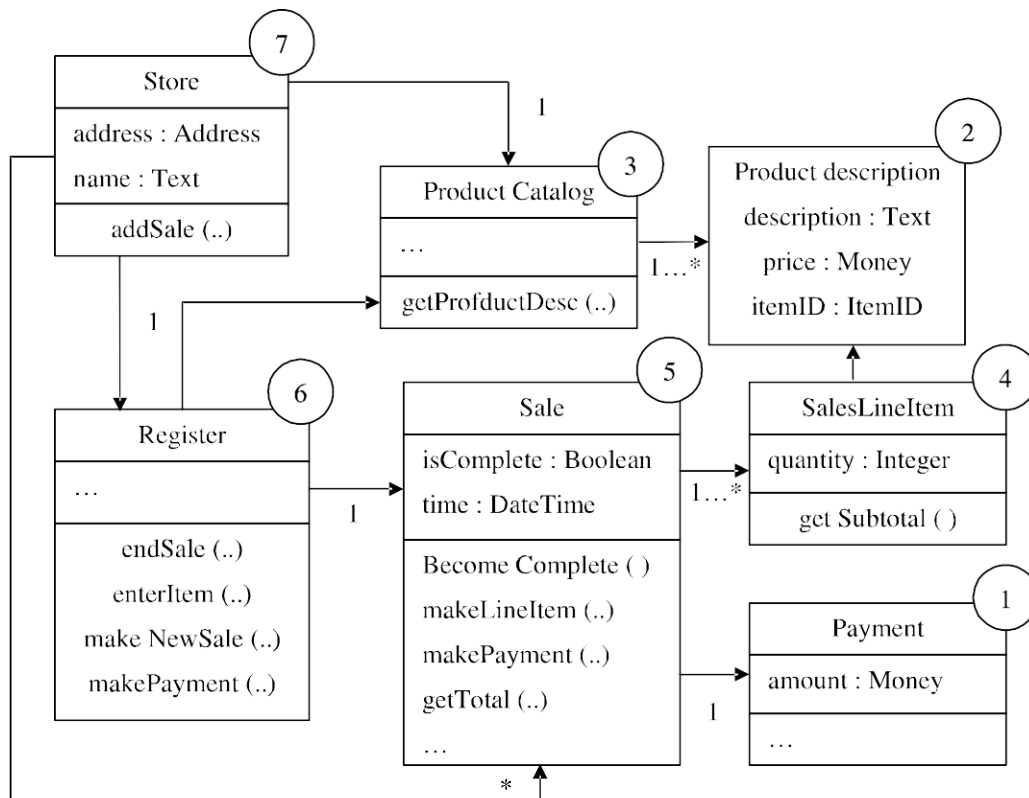 7
Store
address : Address
name : Text
addSale (..)
1
3
Product Catalog
...
getProfductDesc (..)
1...*
2
Product description
description : Text
price : Money
itemID : ItemID
1
6
Register
...
endSale (..)
enterItem (..)
make NewSale (..)
makePayment (..)
1
5
Sale
isComplete : Boolean
time : DateTime
Become Complete ( )
makeLineItem (..)
makePayment (..)
getTotal (..)
...
*
1...*
4
SalesLineItem
quantity : Integer
get Subtotal ( )
1
1
Payment
amount : Money
...